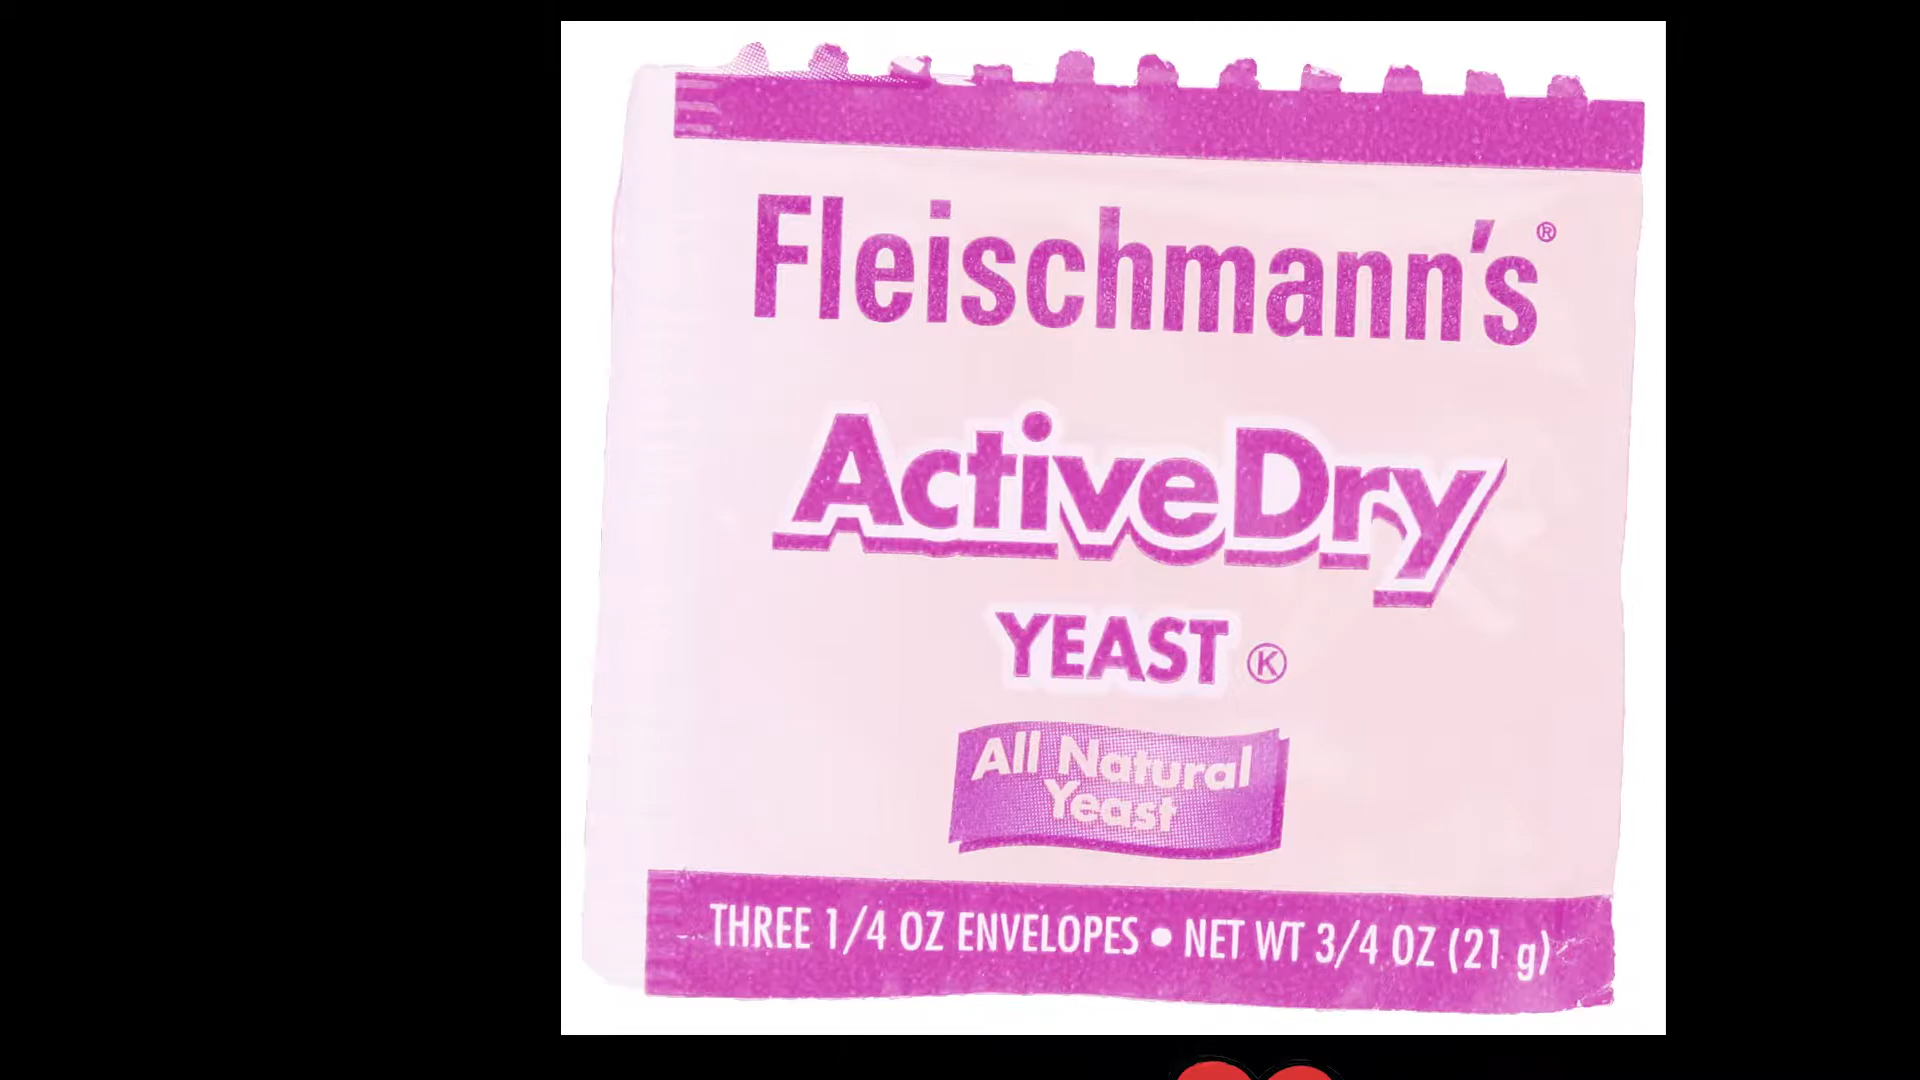 Fleischmann's®
ActiveDry
YEAST Ⓚ
All Natural
Yeast
THREE 1/4 OZ ENVELOPES • NET WT 3/4 OZ (21 g)